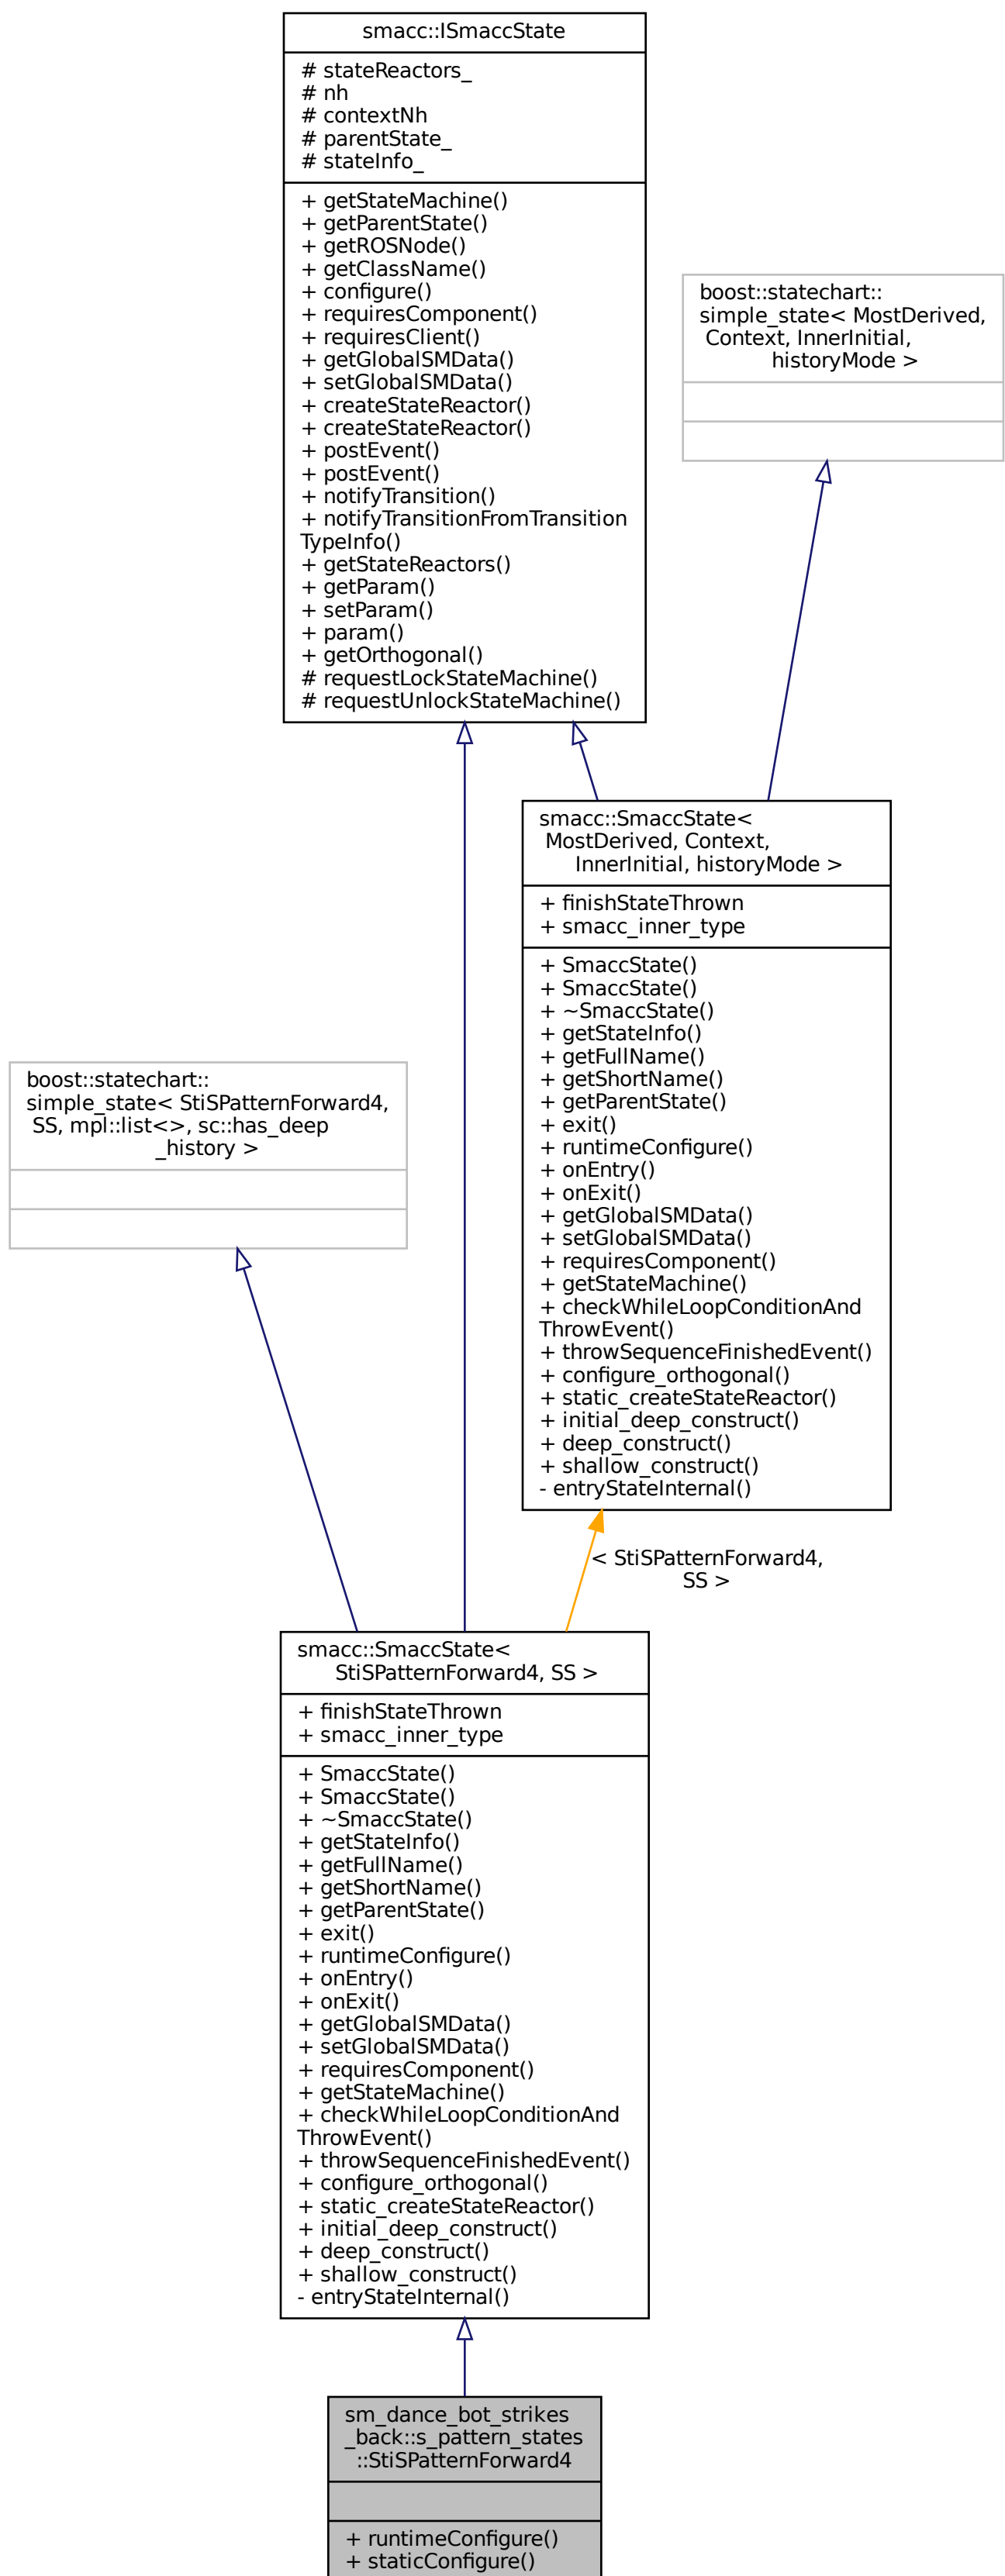 smacc::ISmaccState
# stateReactors_
# nh
# contextNh
# parentState_
# stateInfo_
+ getStateMachine()
+ getParentState()
+ getROSNode()
+ getClassName()
+ configure()
+ requiresComponent()
+ requiresClient()
+ getGlobalSMData()
+ setGlobalSMData()
+ createStateReactor()
+ createStateReactor()
+ postEvent()
+ postEvent()
+ notifyTransition()
+ notifyTransitionFromTransition
TypeInfo()
+ getStateReactors()
+ getParam()
+ setParam()
+ param()
+ getOrthogonal()
# requestLockStateMachine()
# requestUnlockStateMachine()
boost::statechart::
simple_state< MostDerived,
Context, InnerInitial,
historyMode >
smacc::SmaccState<
MostDerived, Context,
InnerInitial, historyMode >
+ finishStateThrown
+ smacc_inner_type
+ SmaccState()
+ SmaccState()
+ ~SmaccState()
+ getStateInfo()
+ getFullName()
+ getShortName()
+ getParentState()
+ exit()
+ runtimeConfigure()
+ onEntry()
+ onExit()
+ getGlobalSMData()
+ setGlobalSMData()
+ requiresComponent()
+ getStateMachine()
+ checkWhileLoopConditionAnd
ThrowEvent()
+ throwSequenceFinishedEvent()
+ configure_orthogonal()
+ static_createStateReactor()
+ initial_deep_construct()
+ deep_construct()
+ shallow_construct()
- entryStateInternal()
boost::statechart::
simple_state< StiSPatternForward4,
SS, mpl::list<>, sc::has_deep
_history >
< StiSPatternForward4,
SS >
smacc::SmaccState<
StiSPatternForward4, SS >
+ finishStateThrown
+ smacc_inner_type
+ SmaccState()
+ SmaccState()
+ ~SmaccState()
+ getStateInfo()
+ getFullName()
+ getShortName()
+ getParentState()
+ exit()
+ runtimeConfigure()
+ onEntry()
+ onExit()
+ getGlobalSMData()
+ setGlobalSMData()
+ requiresComponent()
+ getStateMachine()
+ checkWhileLoopConditionAnd
ThrowEvent()
+ throwSequenceFinishedEvent()
+ configure_orthogonal()
+ static_createStateReactor()
+ initial_deep_construct()
+ deep_construct()
+ shallow_construct()
- entryStateInternal()
sm_dance_bot_strikes
_back::s_pattern_states
::StiSPatternForward4
+ runtimeConfigure()
+ staticConfigure()